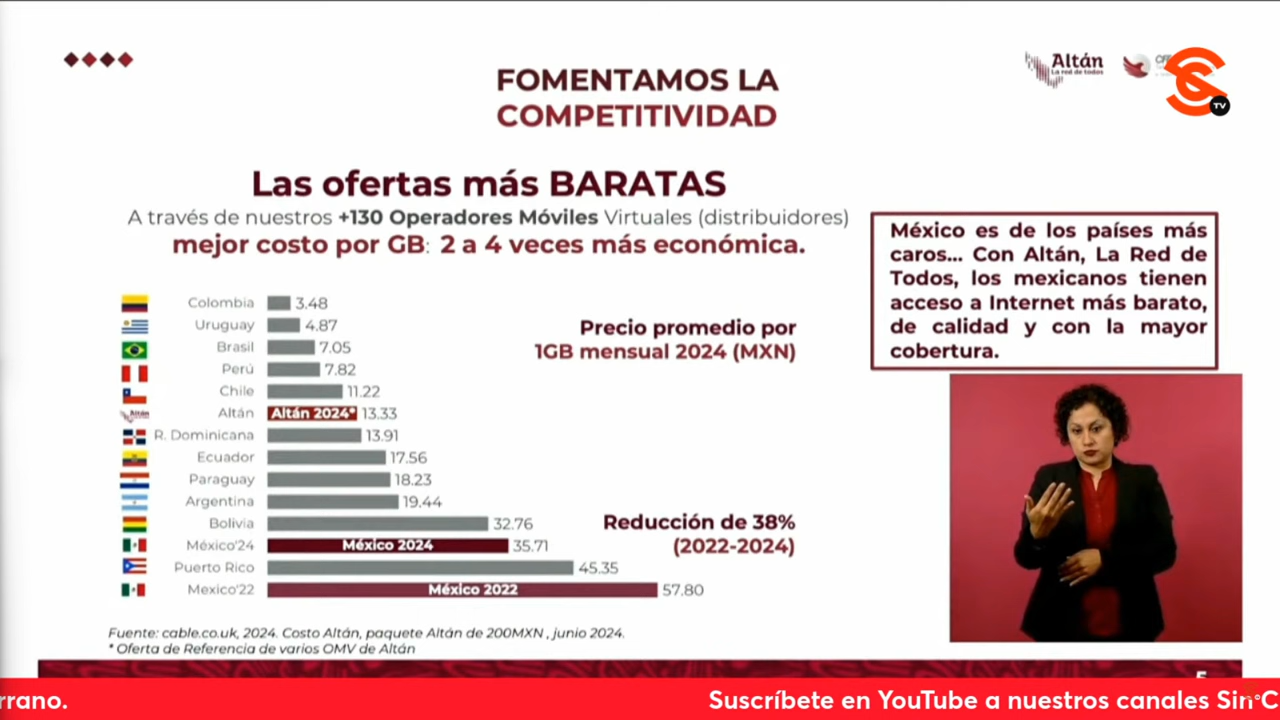 FOMENTAMOS LA
COMPETITIVIDAD
Altán
La red de todos
TV
Las ofertas más BARATAS
A través de nuestros +130 Operadores Móviles Virtuales (distribuidores)
mejor costo por GB: 2 a 4 veces más económica.
México es de los países más
caros... Con Altán, La Red de
Todos, los mexicanos tienen
acceso a Internet más barato,
de calidad y con la mayor
cobertura.
Precio promedio por
1GB mensual 2024 (MXN)
Colombia 3.48
Uruguay 4.87
Brasil 7.05
Perú 7.82
Chile 11.22
Altán Altán Altán 2024* 13.33
R. Dominicana 13.91
Ecuador 17.56
Paraguay 18.23
Argentina 19.44
Bolivia 32.76
México'24 México 2024 35.71
Puerto Rico 45.35
Mexico'22 México 2022 57.80
Reducción de 38%
(2022-2024)
Fuente: cable.co.uk, 2024. Costo Altán, paquete Altán de 200MXN , junio 2024.
* Oferta de Referencia de varios OMV de Altán
5
rrano.
Suscríbete en YouTube a nuestros canales Sin°C